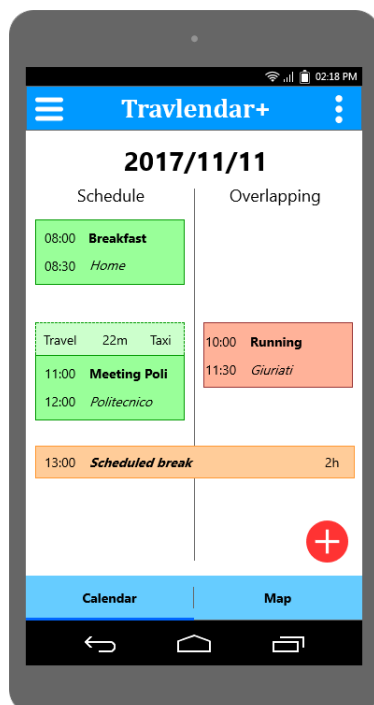 02:18 PM
Travlendar+
2017/11/11
Schedule
Overlapping
08:00 Breakfast
08:30 Home
Travel 22m Taxi
11:00 Meeting Poli
12:00 Politecnico
10:00 Running
11:30 Giuriati
13:00 Scheduled break 2h
Calendar
Map